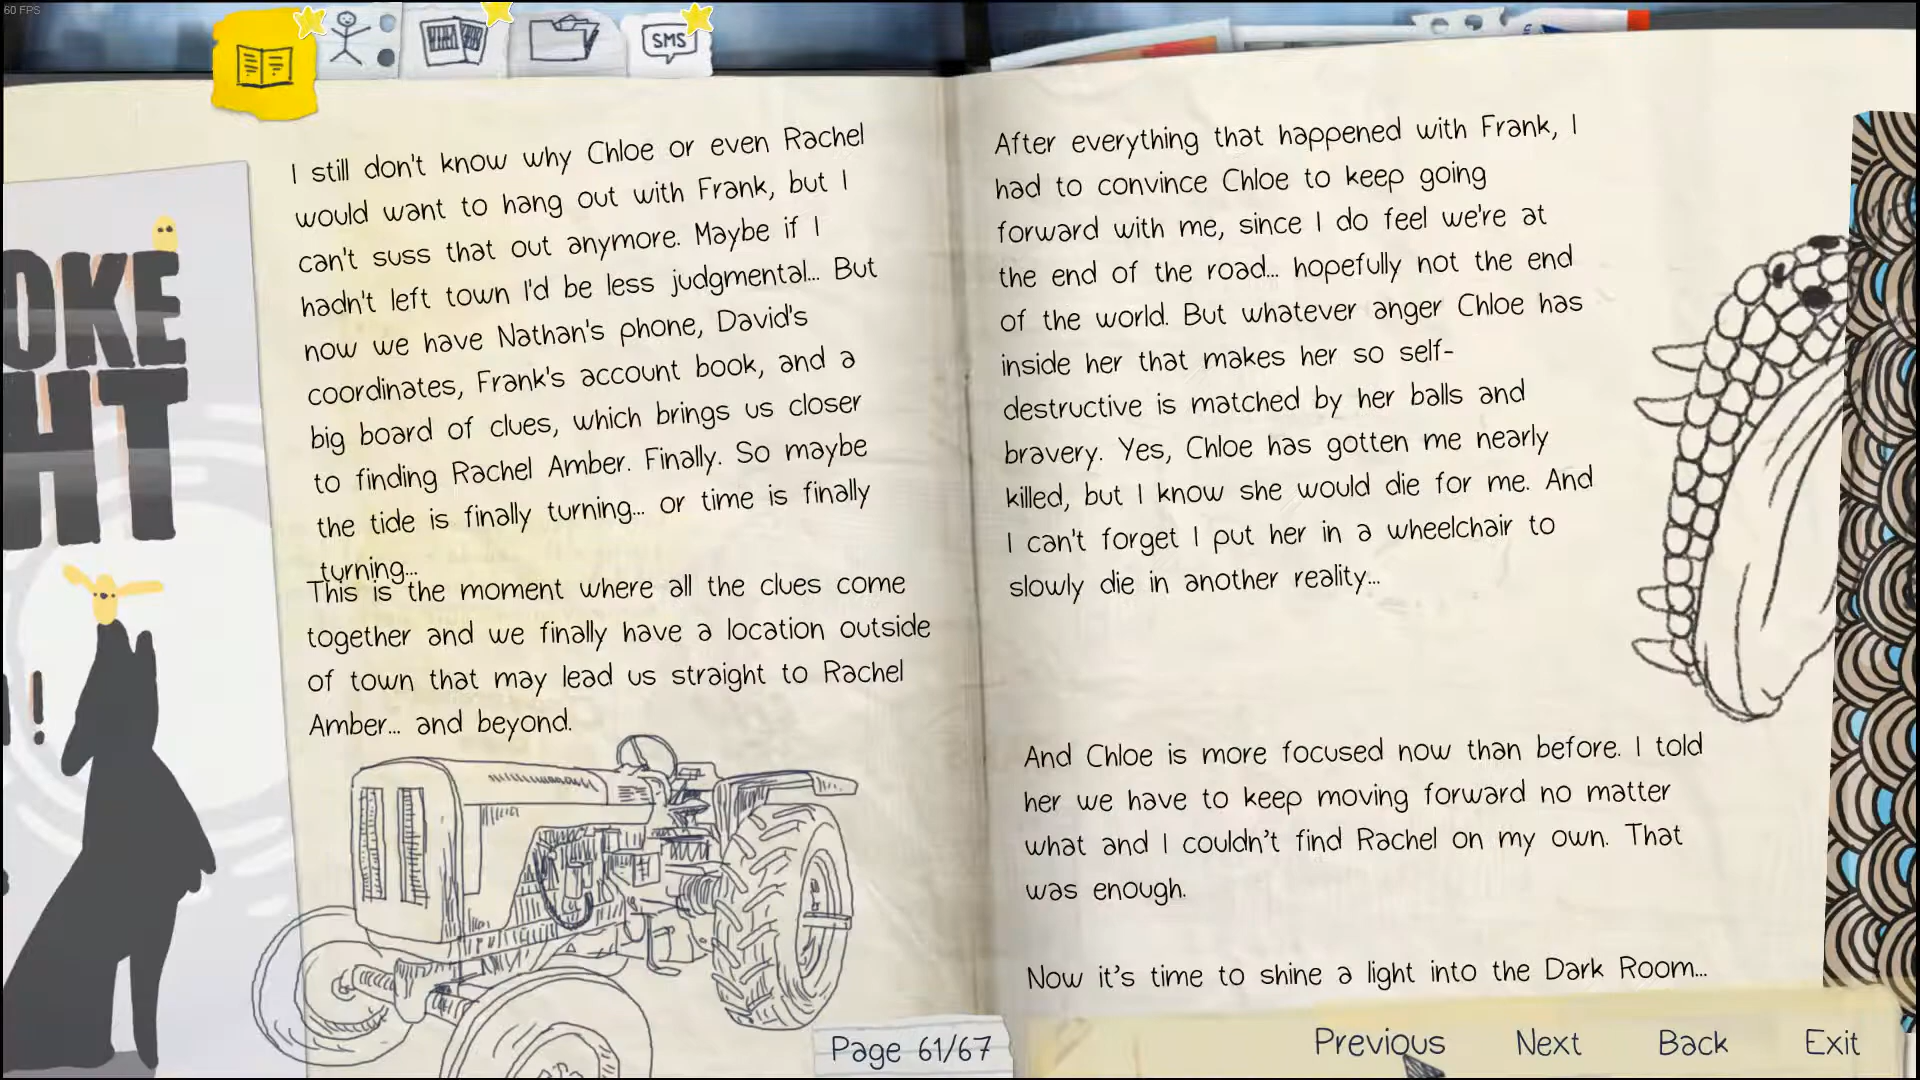 60 FPS
SMS
OKE
HT
!
I still don't know why Chloe or even Rachel
would want to hang out with Frank, but I
can't suss that out anymore. Maybe if I
hadn't left town I'd be less judgmental... But
now we have Nathan's phone, David's
coordinates, Frank's account book, and a
big board of clues, which brings us closer
to finding Rachel Amber. Finally. So maybe
the tide is finally turning... or time is finally
turning...
This is the moment where all the clues come
together and we finally have a location outside
of town that may lead us straight to Rachel
Amber... and beyond.
After everything that happened with Frank, I
had to convince Chloe to keep going
forward with me, since I do feel we're at
the end of the road... hopefully not the end
of the world. But whatever anger Chloe has
inside her that makes her so self-
destructive is matched by her balls and
bravery. Yes, Chloe has gotten me nearly
killed, but I know she would die for me. And
I can't forget I put her in a wheelchair to
slowly die in another reality...
And Chloe is more focused now than before. I told
her we have to keep moving forward no matter
what and I couldn't find Rachel on my own. That
was enough.
Now it's time to shine a light into the Dark Room...
Page 61/67
Previous Next Back Exit